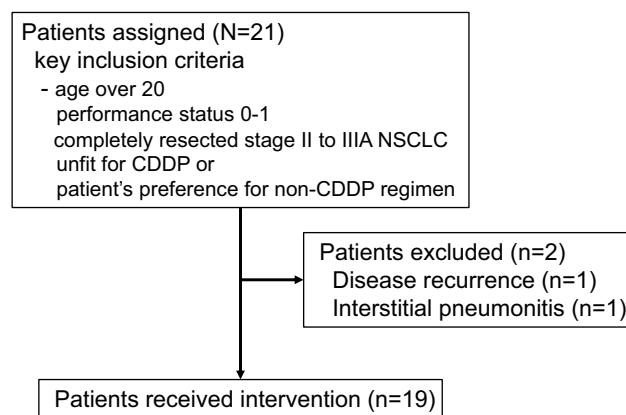 Patients assigned (N=21)
key inclusion criteria
- age over 20
performance status 0-1
completely resected stage II to IIIA NSCLC
unfit for CDDP or
patient's preference for non-CDDP regimen
Patients excluded (n=2)
Disease recurrence (n=1)
Interstitial pneumonitis (n=1)
Patients received intervention (n=19)